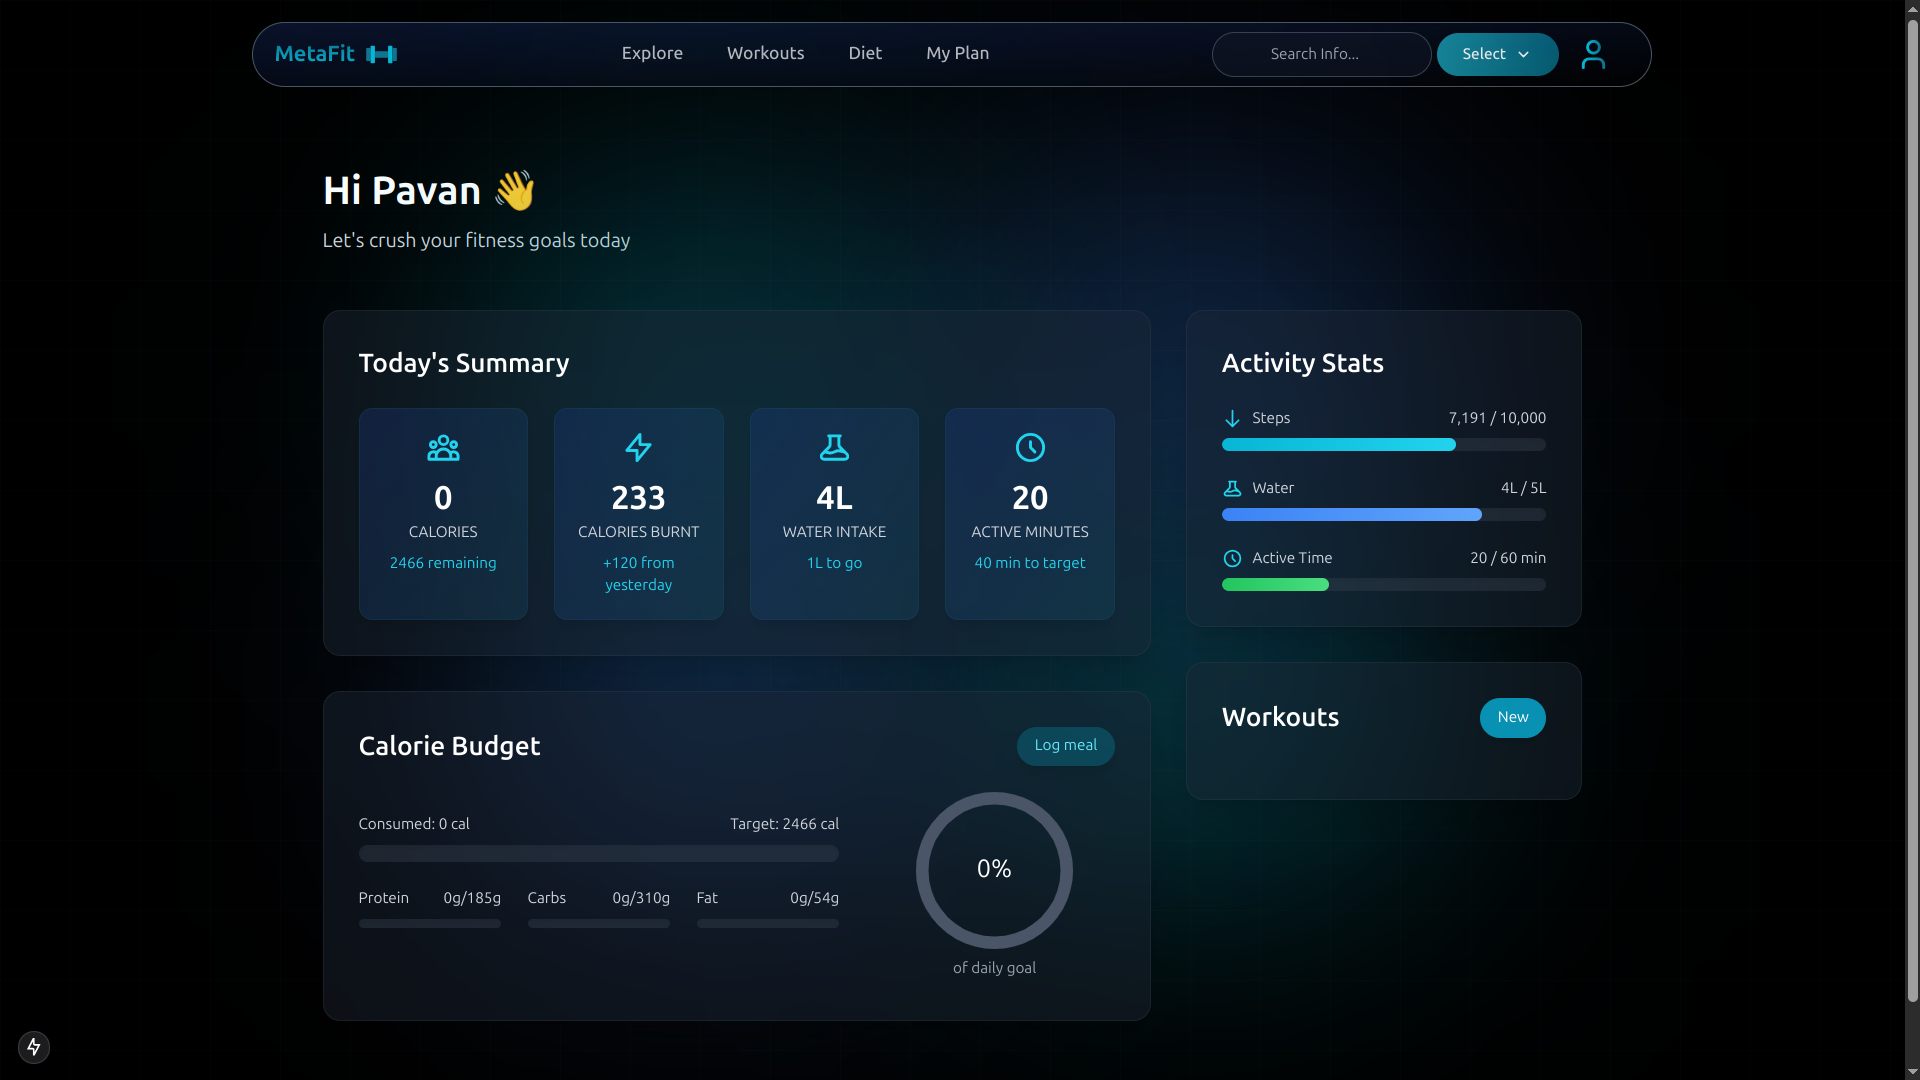 MetaFit
Explore
Workouts
Diet
My Plan
Search Info...
Select
Hi Pavan 👋
Let's crush your fitness goals today
Today's Summary
0
CALORIES
2466 remaining
233
CALORIES BURNT
+120 from
yesterday
4L
WATER INTAKE
1L to go
20
ACTIVE MINUTES
40 min to target
Activity Stats
Steps 7,191 / 10,000
Water 4L / 5L
Active Time 20 / 60 min
Calorie Budget
Log meal
Consumed: 0 cal Target: 2466 cal
Protein 0g/185g Carbs 0g/310g Fat 0g/54g
0%
of daily goal
Workouts
New